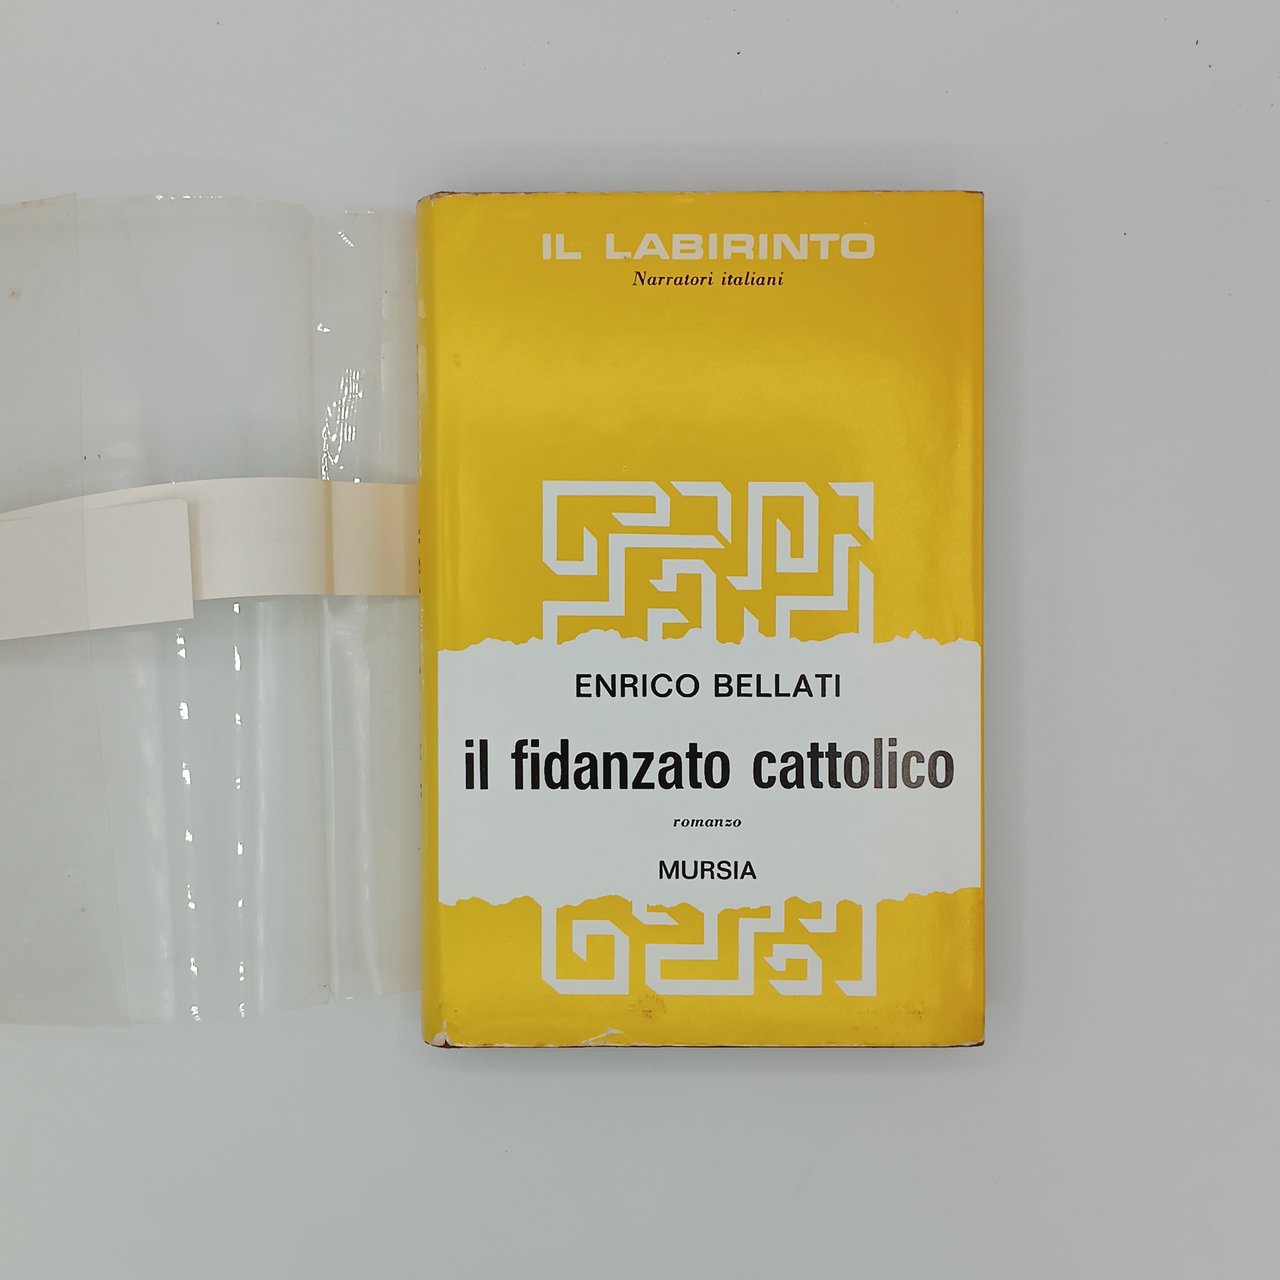 IL LABIRINTO
Narratori italiani
ENRICO BELLATI
il fidanzato cattolico
romanzo
MURSIA